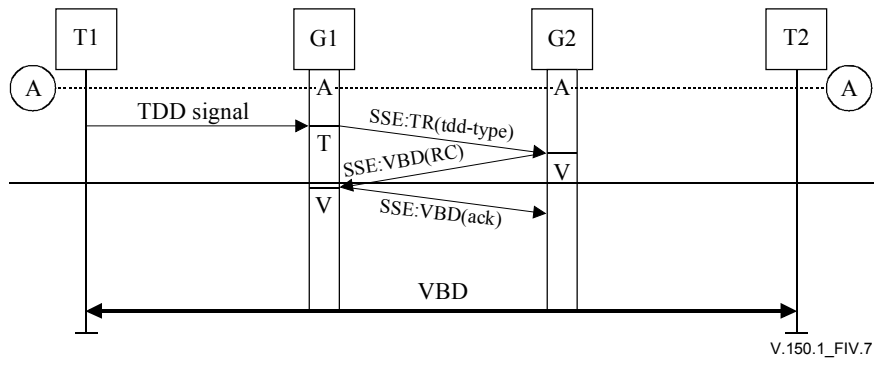 T1
G1
G2
T2
A
A
A
A
TDD signal
SSE:TR(tdd-type)
T
SSE:VBD(RC)
V
V
SSE:VBD(ack)
VBD
V.150.1_FIV.7